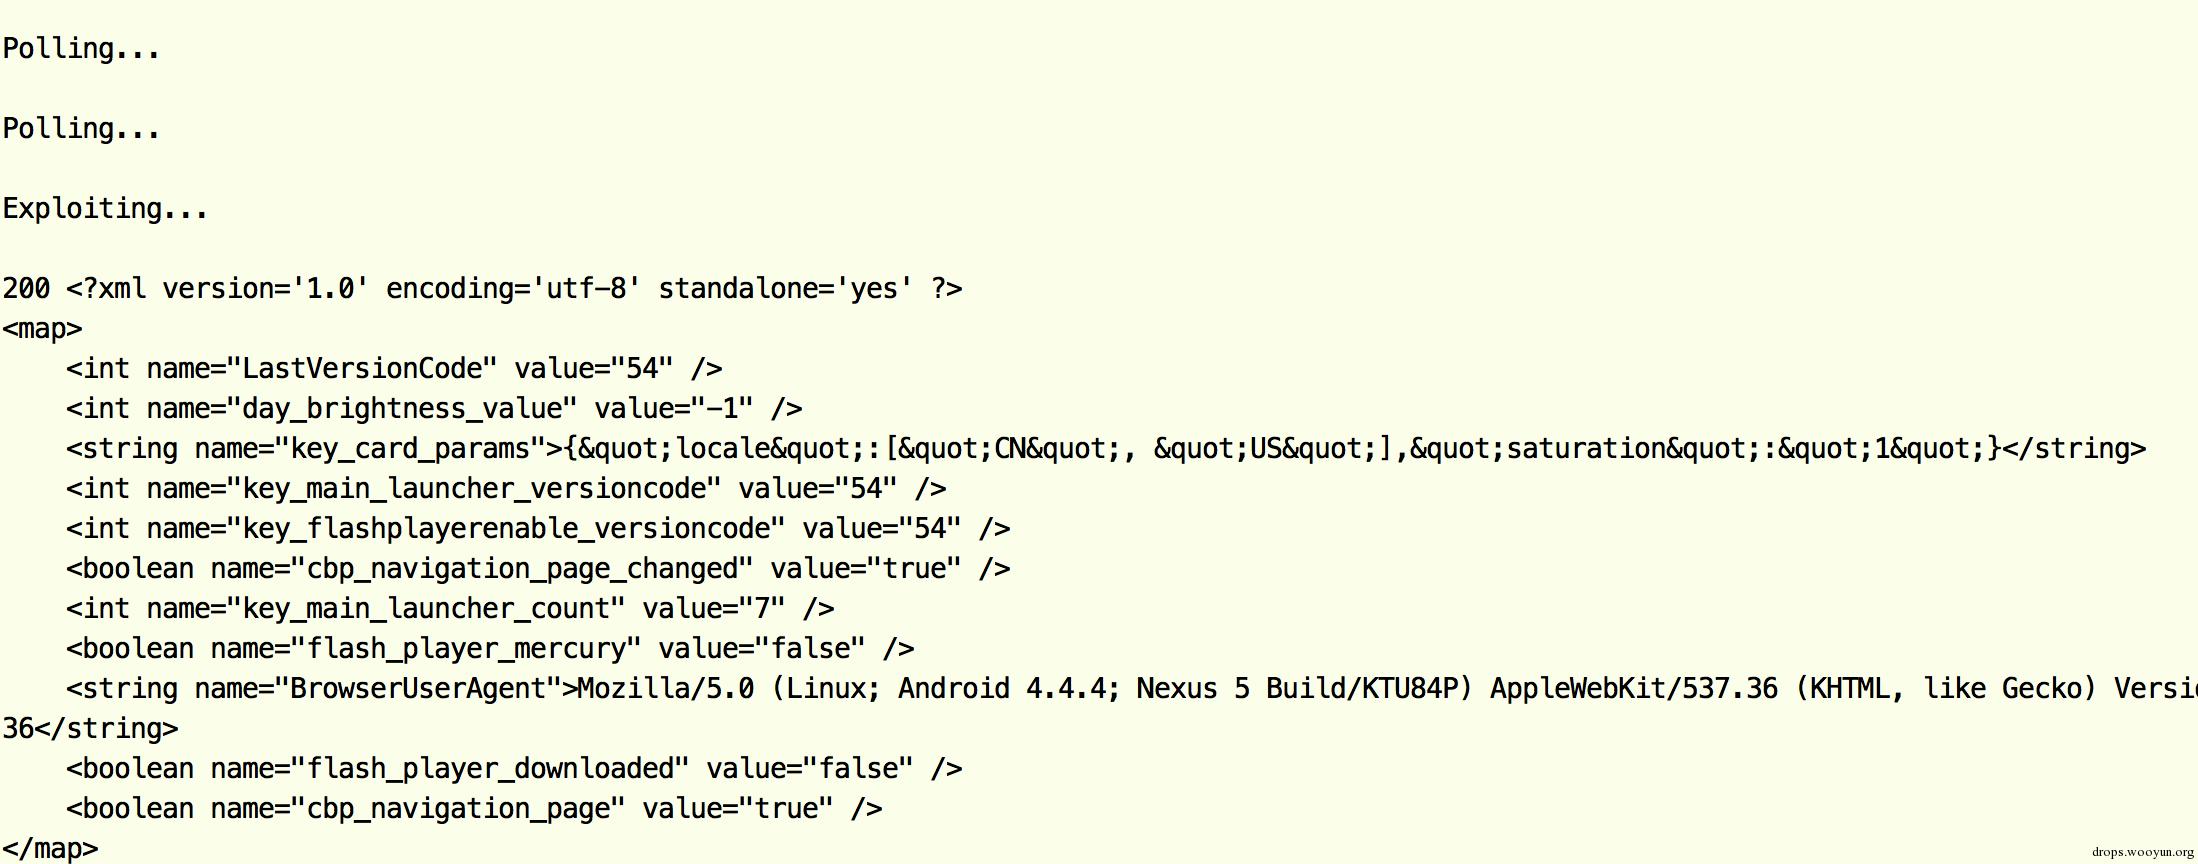 Polling...
Polling...
Exploiting...
200 <?xml version='1.0' encoding='utf-8' standalone='yes' ?>
<map>
    <int name="LastVersionCode" value="54" />
    <int name="day_brightness_value" value="-1" />
    <string name="key_card_params">{&quot;locale&quot;:[&quot;CN&quot;, &quot;US&quot;],&quot;saturation&quot;:&quot;1&quot;}</string>
    <int name="key_main_launcher_versioncode" value="54" />
    <int name="key_flashplayerenable_versioncode" value="54" />
    <boolean name="cbp_navigation_page_changed" value="true" />
    <int name="key_main_launcher_count" value="7" />
    <boolean name="flash_player_mercury" value="false" />
    <string name="BrowserUserAgent">Mozilla/5.0 (Linux; Android 4.4.4; Nexus 5 Build/KTU84P) AppleWebKit/537.36 (KHTML, like Gecko)
36</string>
    <boolean name="flash_player_downloaded" value="false" />
    <boolean name="cbp_navigation_page" value="true" />
</map>
drops.wooyun.org